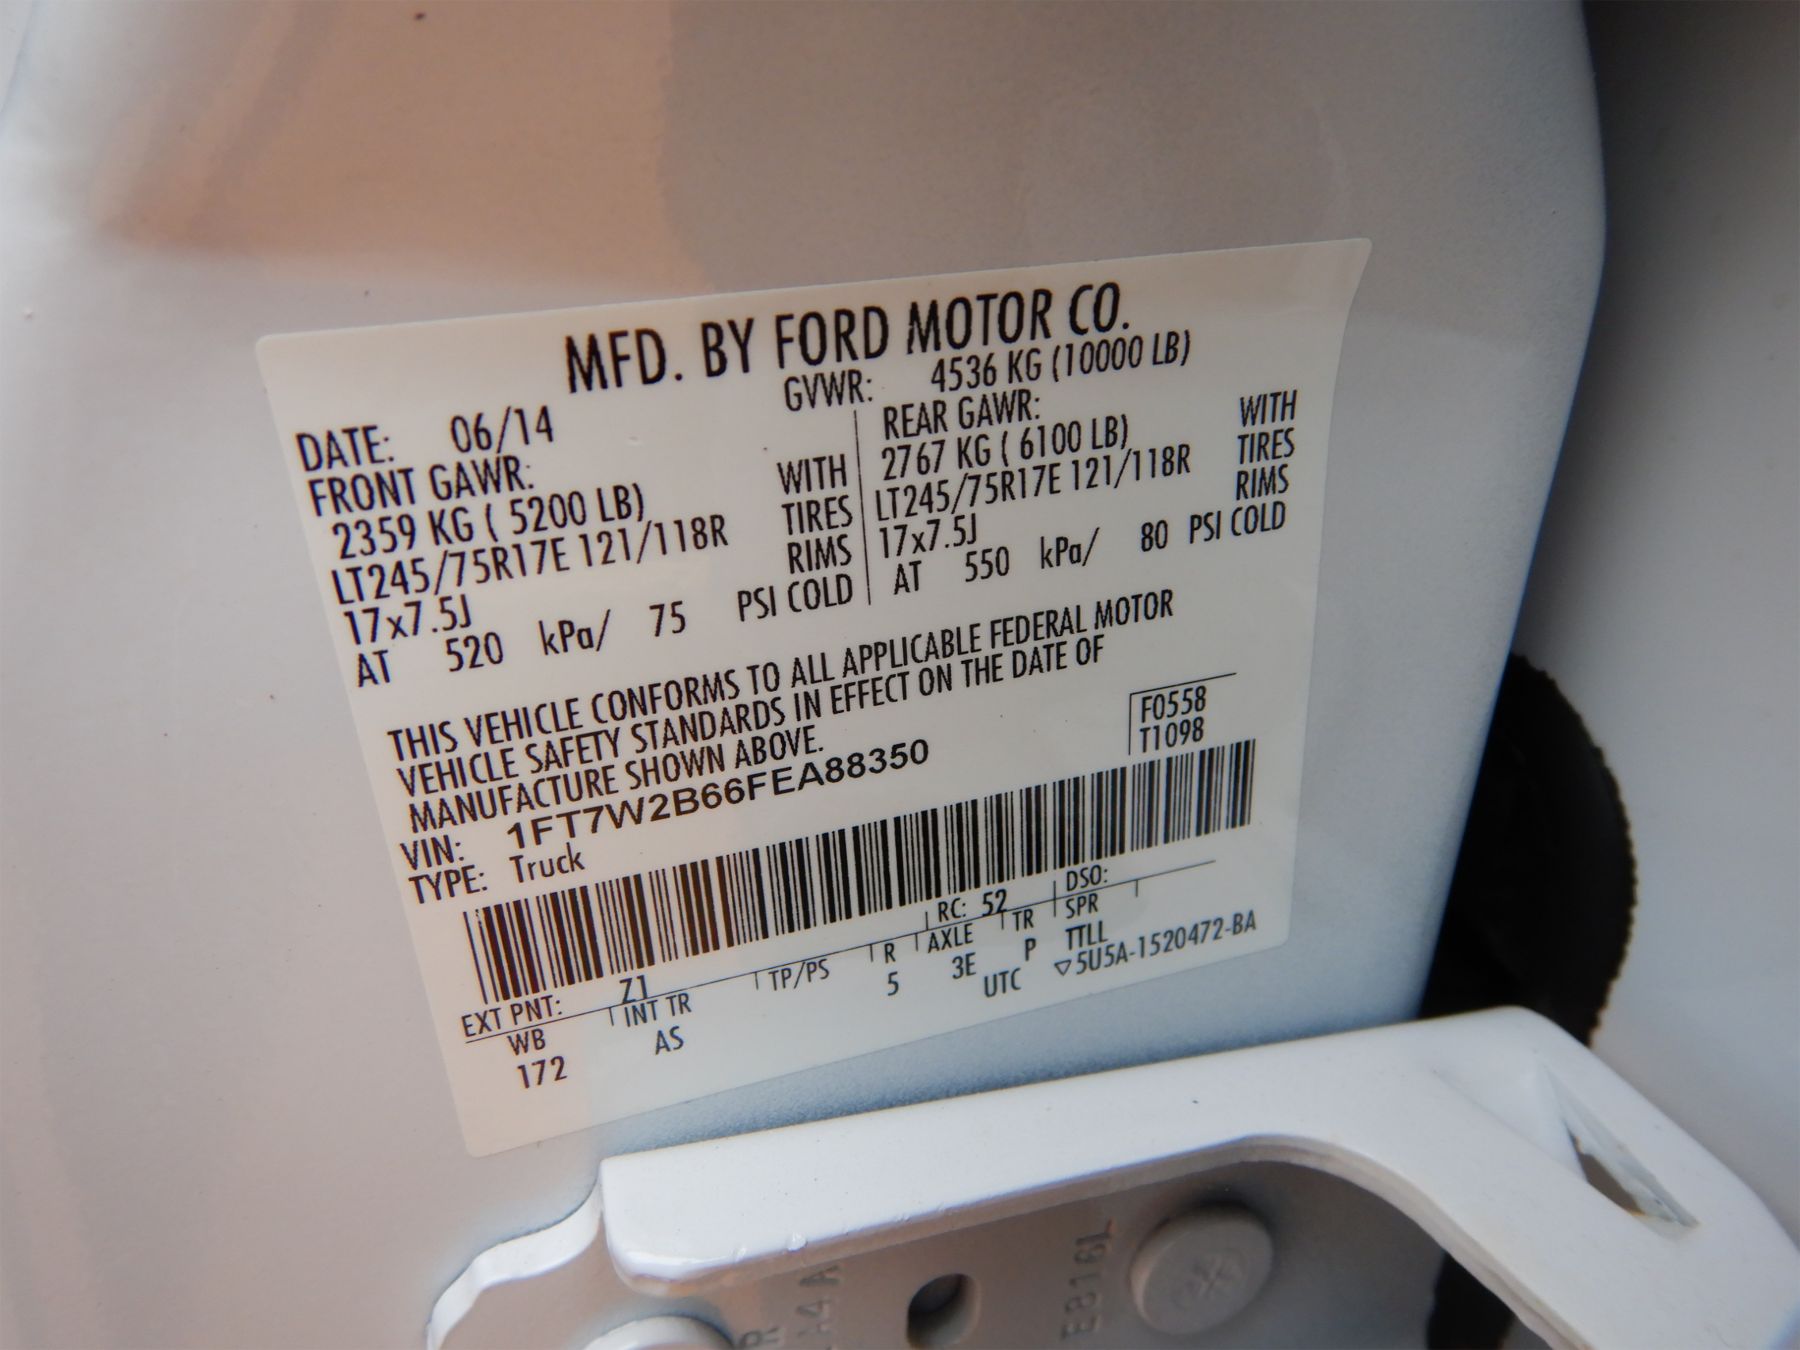 MFD. BY FORD MOTOR CO.
DATE: 06/14 GVWR: 4536 KG (10000 LB)
FRONT GAWR: REAR GAWR:
2359 KG ( 5200 LB) WITH 2767 KG ( 6100 LB) WITH
LT245/75R17E 121/118R TIRES LT245/75R17E 121/118R TIRES
17x7.5J RIMS 17x7.5J RIMS
AT 520 kPa/ 75 PSI COLD AT 550 kPa/ 80 PSI COLD
THIS VEHICLE CONFORMS TO ALL APPLICABLE FEDERAL MOTOR
VEHICLE SAFETY STANDARDS IN EFFECT ON THE DATE OF
MANUFACTURE SHOWN ABOVE.
F0558
T1098
VIN: 1FT7W2B66FEA88350
TYPE: Truck
EXT PNT: Z1 RC: 52 DSO:
WB INT TR TP/PS R AXLE TR SPR
172 AS 5 3E P TTLL
UTC ▽5U5A-1520472-BA
E816L